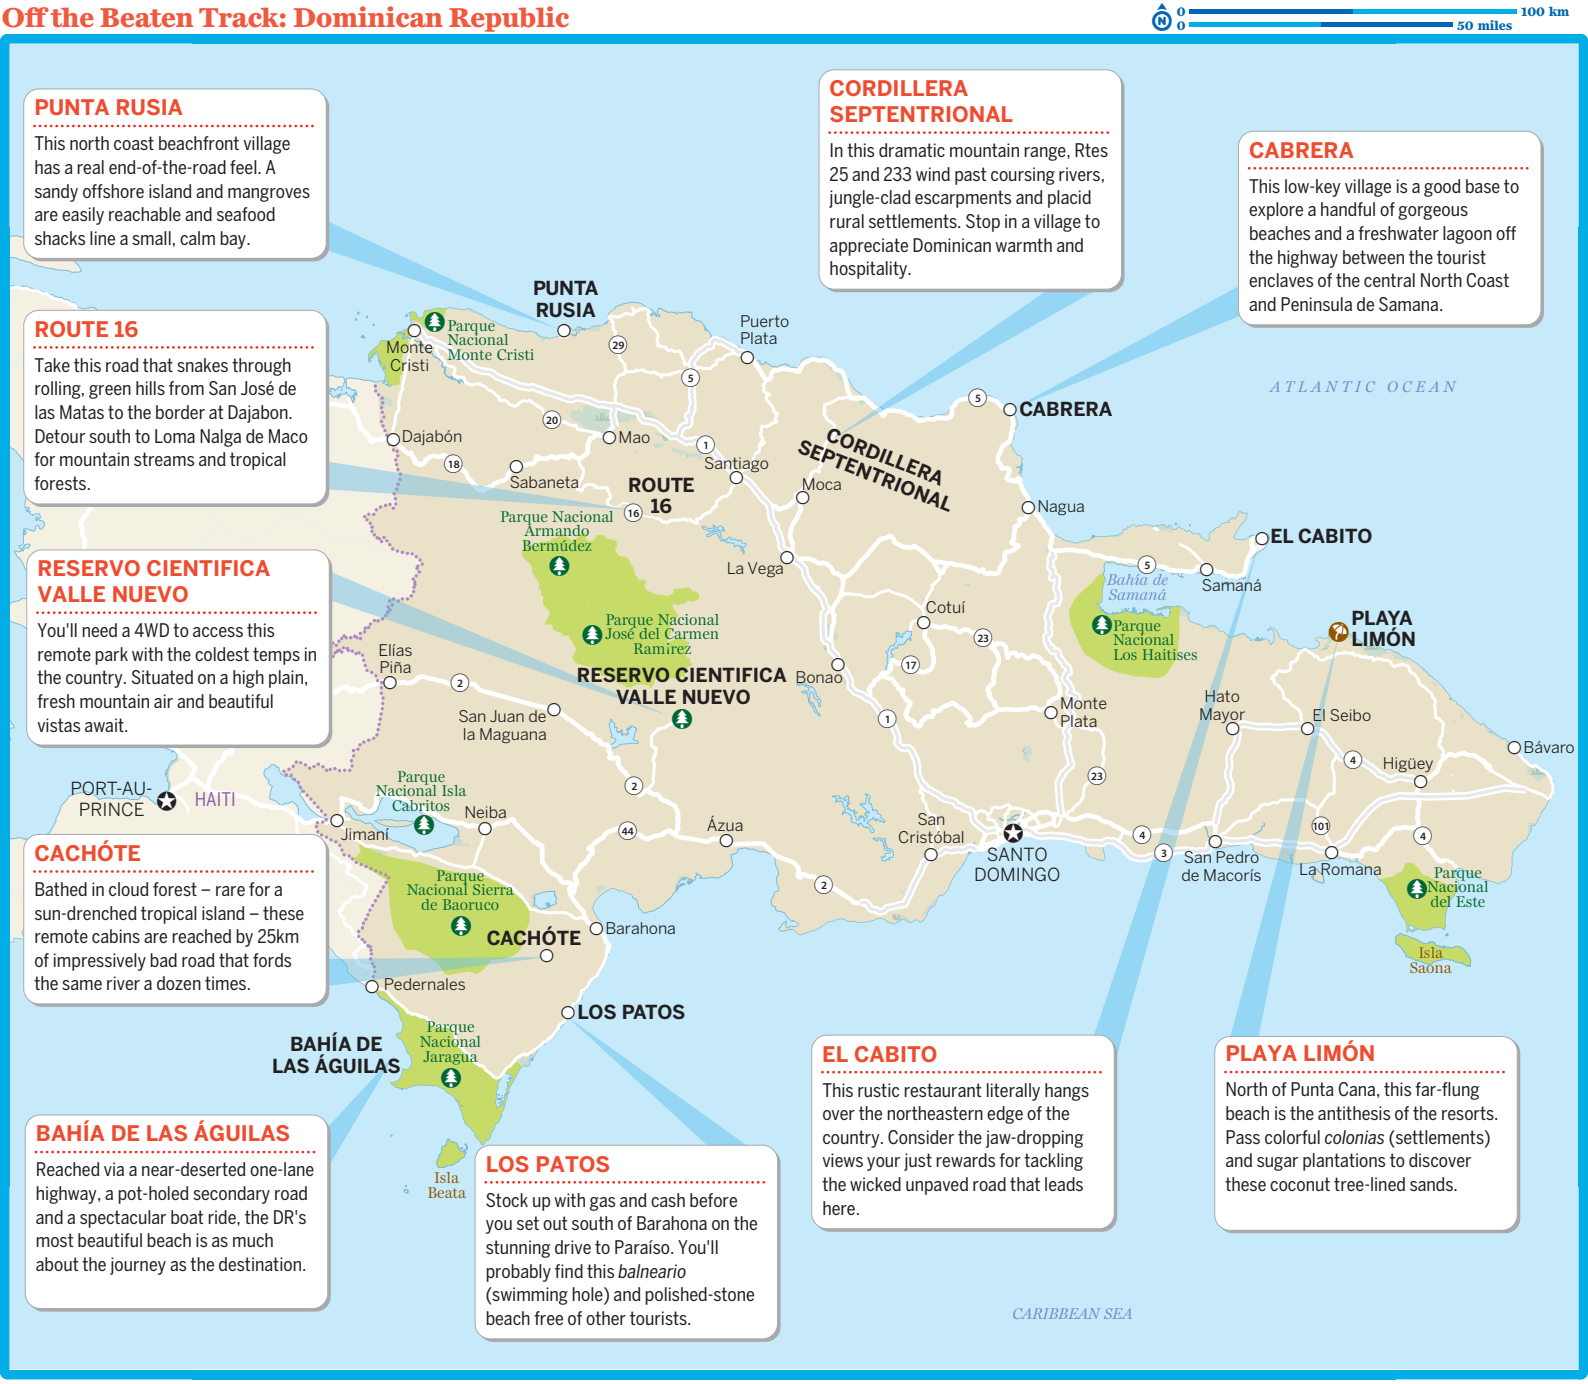 Off the Beaten Track: Dominican Republic
N
0
100 km
0
50 miles
PUNTA RUSIA
This north coast beachfront village
has a real end-of-the-road feel. A
sandy offshore island and mangroves
are easily reachable and seafood
shacks line a small, calm bay.
CORDILLERA
SEPTENTRIONAL
In this dramatic mountain range, Rtes
25 and 233 wind past coursing rivers,
jungle-clad escarpments and placid
rural settlements. Stop in a village to
appreciate Dominican warmth and
hospitality.
CABRERA
This low-key village is a good base to
explore a handful of gorgeous
beaches and a freshwater lagoon off
the highway between the tourist
enclaves of the central North Coast
and Peninsula de Samana.
ROUTE 16
Take this road that snakes through
rolling, green hills from San José de
las Matas to the border at Dajabon.
Detour south to Loma Nalga de Maco
for mountain streams and tropical
forests.
RESERVO CIENTIFICA
VALLE NUEVO
You'll need a 4WD to access this
remote park with the coldest temps in
the country. Situated on a high plain,
fresh mountain air and beautiful
vistas await.
CACHÓTE
Bathed in cloud forest – rare for a
sun-drenched tropical island – these
remote cabins are reached by 25km
of impressively bad road that fords
the same river a dozen times.
BAHÍA DE LAS ÁGUILAS
Reached via a near-deserted one-lane
highway, a pot-holed secondary road
and a spectacular boat ride, the DR's
most beautiful beach is as much
about the journey as the destination.
LOS PATOS
Stock up with gas and cash before
you set out south of Barahona on the
stunning drive to Paraíso. You'll
probably find this balneario
(swimming hole) and polished-stone
beach free of other tourists.
EL CABITO
This rustic restaurant literally hangs
over the northeastern edge of the
country. Consider the jaw-dropping
views your just rewards for tackling
the wicked unpaved road that leads
here.
PLAYA LIMÓN
North of Punta Cana, this far-flung
beach is the antithesis of the resorts.
Pass colorful colonias (settlements)
and sugar plantations to discover
these coconut tree-lined sands.
PUNTA
RUSIA
Parque
Nacional
Monte Cristi
Monte
Cristi
29
Puerto
Plata
5
ATLANTIC OCEAN
5
CABRERA
20
Dajabón
Mao
1
CORDILLERA
SEPTENTRIONAL
18
Sabaneta
Santiago
ROUTE
16
16
Moca
Nagua
Parque Nacional
Armando
Bermúdez
EL CABITO
La Vega
5
Bahía de
Samaná
Samaná
Parque Nacional
José del Carmen
Ramírez
Cotuí
23
Parque
Nacional
Los Haitises
PLAYA
LIMÓN
Elías
Piña
2
RESERVO CIENTIFICA
VALLE NUEVO
Bonao
17
San Juan de
la Maguana
1
Monte
Plata
Hato
Mayor
El Seibo
Bávaro
4
Higüey
23
2
PORT-AU-
PRINCE
HAITI
Parque
Nacional Isla
Cabritos
Neiba
Jimaní
44
Ázua
San
Cristóbal
SANTO
DOMINGO
4
3
San Pedro
de Macorís
101
La Romana
4
Parque
Nacional
del Este
Parque
Nacional Sierra
de Baoruco
2
Barahona
CACHÓTE
Isla
Saona
Pedernales
LOS PATOS
Parque
Nacional
Jaragua
BAHÍA DE
LAS ÁGUILAS
Isla
Beata
CARIBBEAN SEA